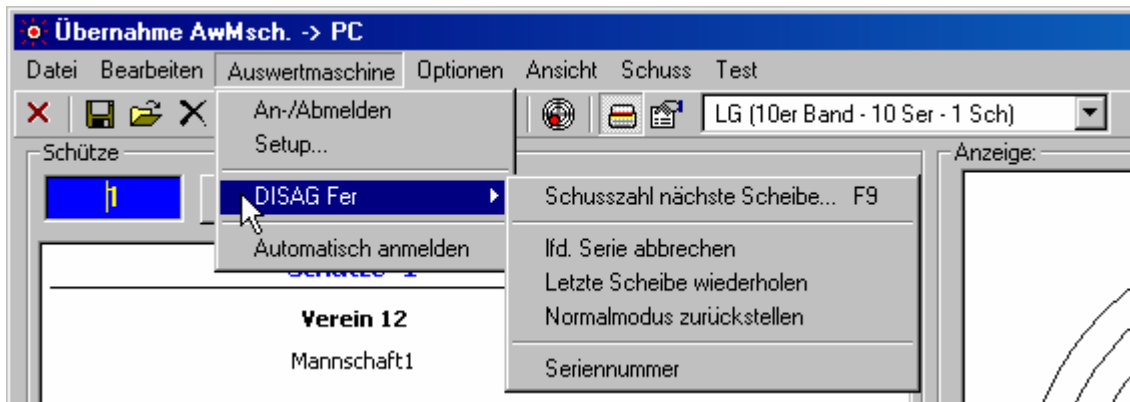 Übernahme AwMsch. -> PC
Datei Bearbeiten Auswertmaschine Optionen Ansicht Schuss Test
An-/Abmelden
Setup...
DISAG Fer
Automatisch anmelden
LG (10er Band - 10 Ser - 1 Sch)
Schütze
Anzeige:
1
Schusszahl nächste Scheibe... F9
lfd. Serie abbrechen
Letzte Scheibe wiederholen
Normalmodus zurückstellen
Seriennummer
Schütze 1
Verein 12
Mannschaft1